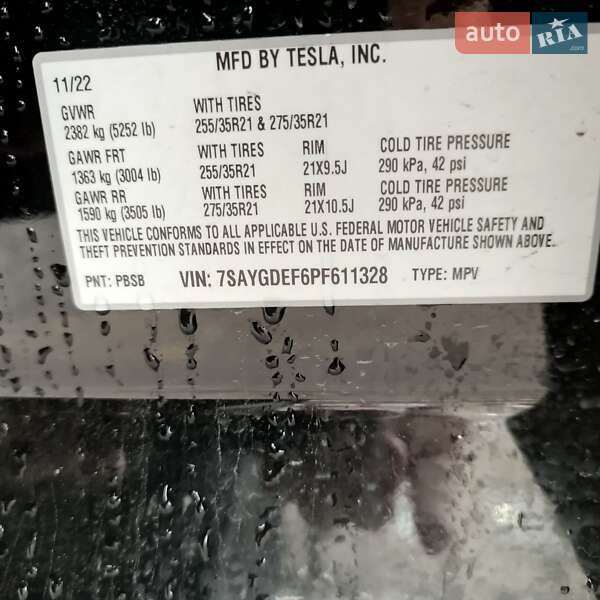 auto RIA.com
MFD BY TESLA, INC.
11/22
GVWR WITH TIRES
2382 kg (5252 lb) 255/35R21 & 275/35R21
GAWR FRT WITH TIRES RIM COLD TIRE PRESSURE
1363 kg (3004 lb) 255/35R21 21X9.5J 290 kPa, 42 psi
GAWR RR WITH TIRES RIM COLD TIRE PRESSURE
1590 kg (3505 lb) 275/35R21 21X10.5J 290 kPa, 42 psi
THIS VEHICLE CONFORMS TO ALL APPLICABLE U.S. FEDERAL MOTOR VEHICLE SAFETY AND
THEFT PREVENTION STANDARDS IN EFFECT ON THE DATE OF MANUFACTURE SHOWN ABOVE.
PNT: PBSB VIN: 7SAYGDEF6PF611328 TYPE: MPV